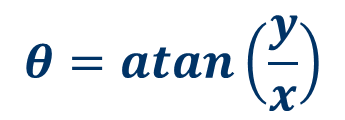 θ = atan(y/x)